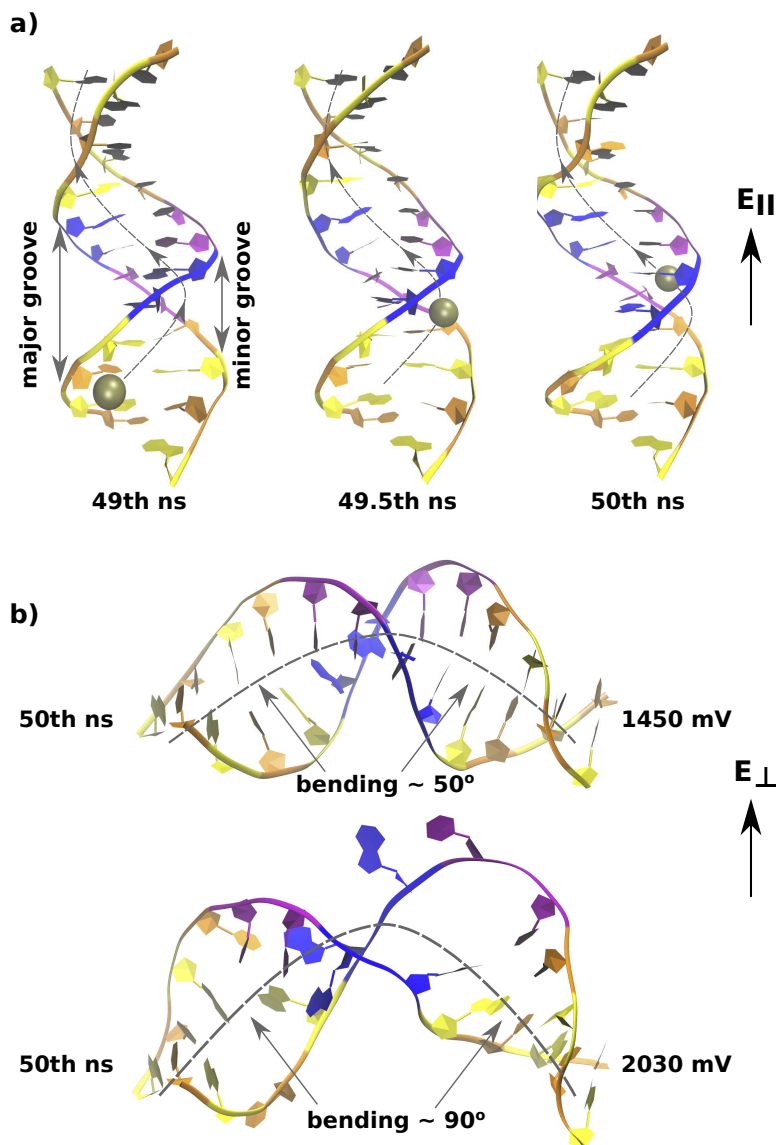 a)
E||
major groove
minor groove
49th ns
49.5th ns
50th ns
b)
50th ns
1450 mV
bending ~ 50º
E⊥
50th ns
2030 mV
bending ~ 90º